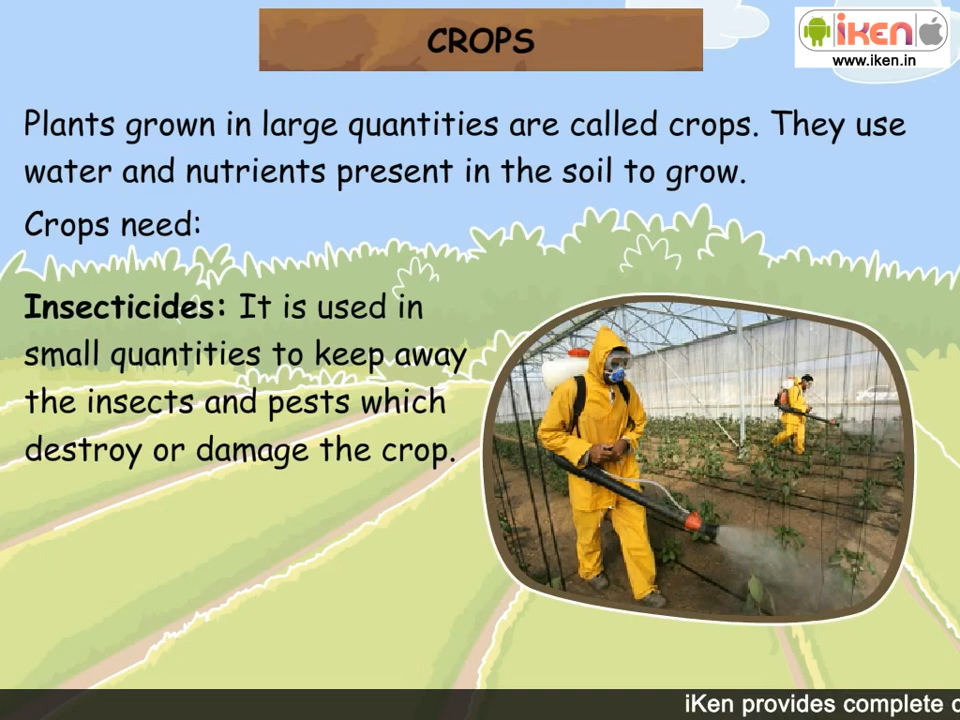 CROPS
iken
www.iken.in
Plants grown in large quantities are called crops. They use
water and nutrients present in the soil to grow.
Crops need:
Insecticides: It is used in
small quantities to keep away
the insects and pests which
destroy or damage the crop.
iKen provides complete